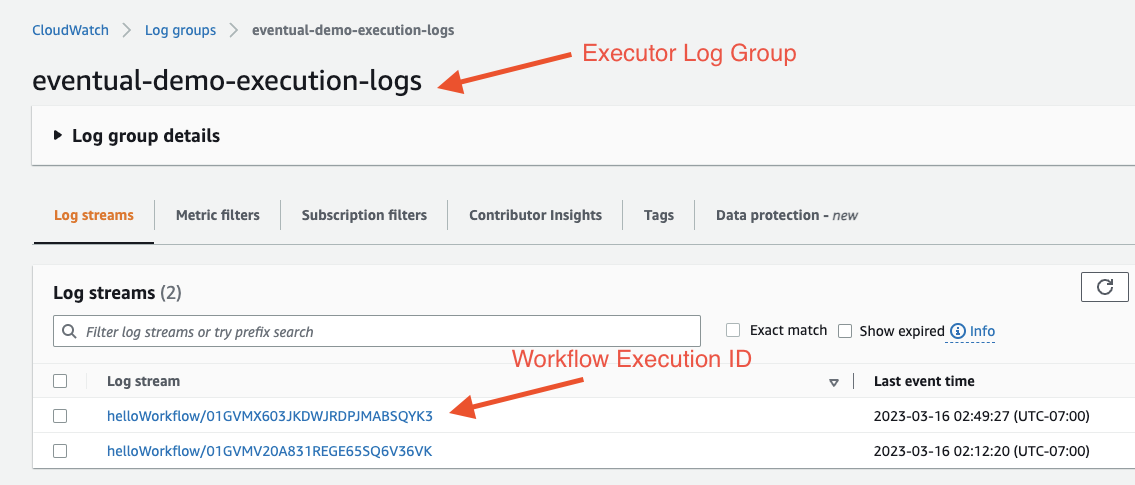 CloudWatch > Log groups > eventual-demo-execution-logs
Executor Log Group
eventual-demo-execution-logs
Log group details
Log streams Metric filters Subscription filters Contributor Insights Tags Data protection - new
Log streams (2)
Filter log streams or try prefix search Exact match Show expired Info
Workflow Execution ID
Log stream Last event time
helloWorkflow/01GVMX603JKDWJRDPJMABSQYK3 2023-03-16 02:49:27 (UTC-07:00)
helloWorkflow/01GVMV20A831REGE65SQ6V36VK 2023-03-16 02:12:20 (UTC-07:00)